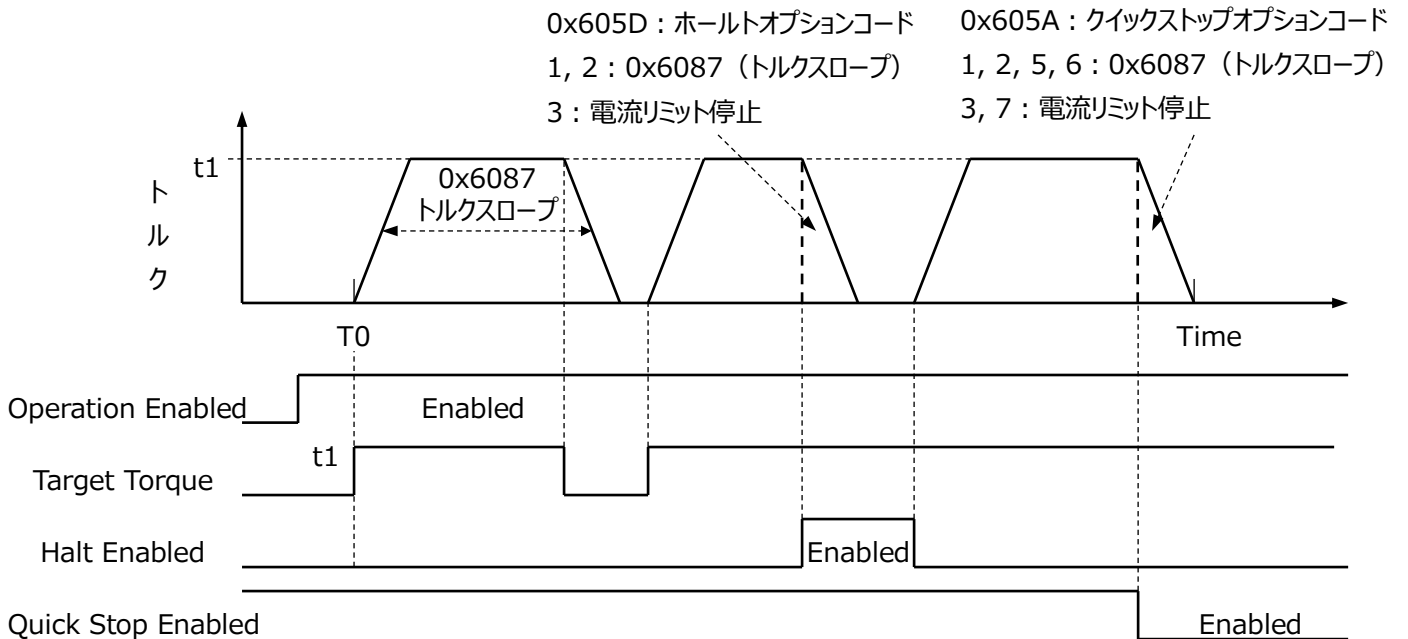 0x605D：ホールトオプションコード
1, 2：0x6087（トルクスロープ）
3：電流リミット停止
0x605A：クイックストップオプションコード
1, 2, 5, 6：0x6087（トルクスロープ）
3, 7：電流リミット停止
t1
トルク
0x6087
トルクスロープ
T0
Time
Operation Enabled
Enabled
t1
Target Torque
Halt Enabled
Enabled
Quick Stop Enabled
Enabled